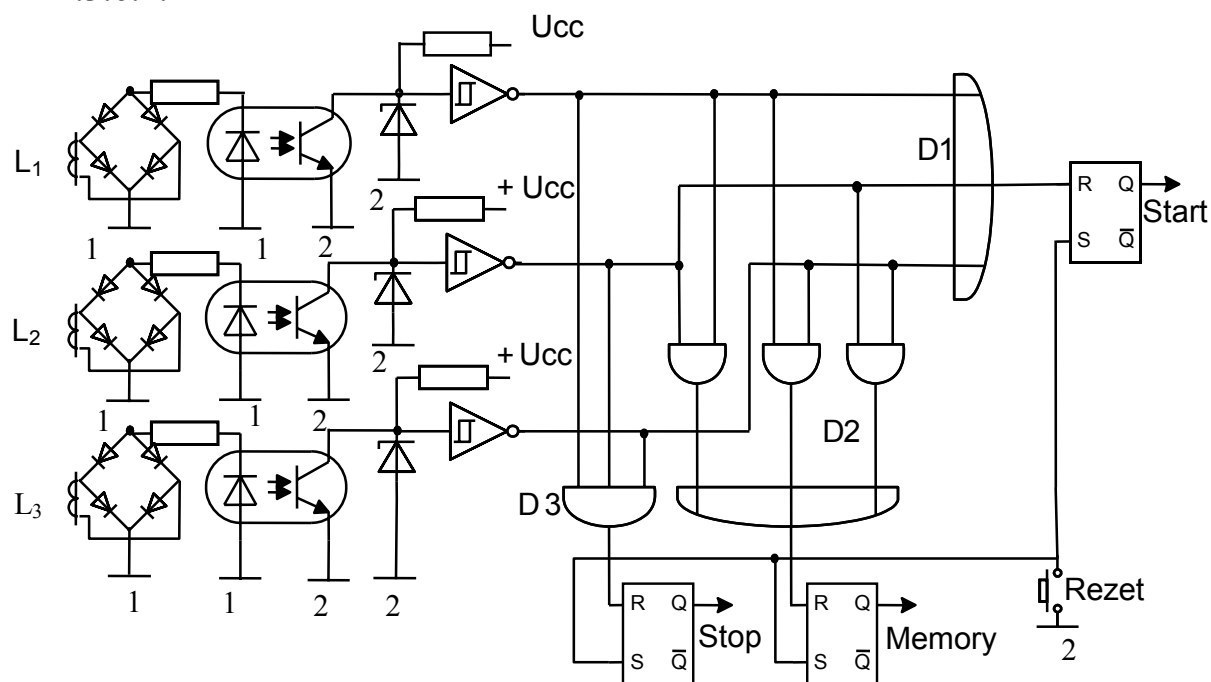 Ucc
L1
D1
R Q
S Q̅
Start
2
+ Ucc
1
1
2
L2
2
+ Ucc
1
1
2
D2
L3
D 3
1
1
2
2
R Q
S Q̅
Stop
R Q
S Q̅
Memory
Rezet
2